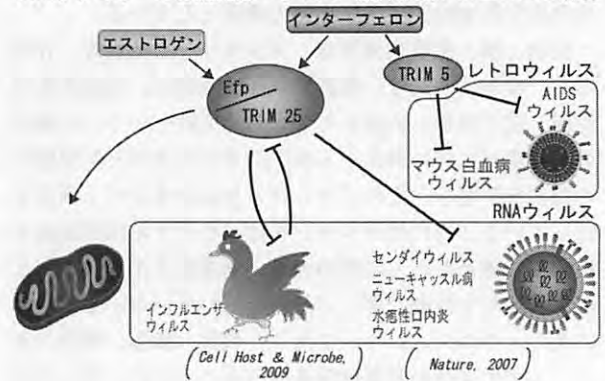 インターフェロン
エストロゲン
Efp
TRIM 25
TRIM 5
レトロウィルス
AIDS
ウィルス
マウス白血病
ウィルス
RNAウィルス
インフルエンザ
ウィルス
センダイウィルス
ニューキャッスル病
ウィルス
水疱性口内炎
ウィルス
(Cell Host & Microbe, 2009)
(Nature, 2007)